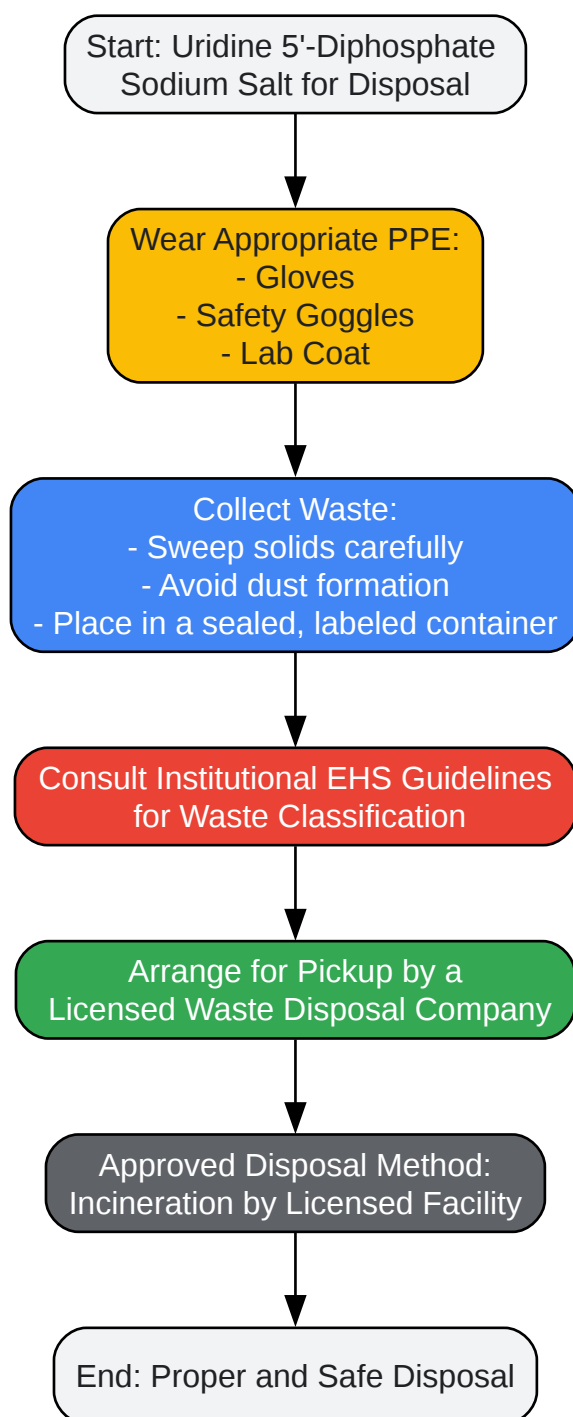 Start: Uridine 5'-Diphosphate
Sodium Salt for Disposal
Wear Appropriate PPE:
- Gloves
- Safety Goggles
- Lab Coat
Collect Waste:
- Sweep solids carefully
- Avoid dust formation
- Place in a sealed, labeled container
Consult Institutional EHS Guidelines
for Waste Classification
Arrange for Pickup by a
Licensed Waste Disposal Company
Approved Disposal Method:
Incineration by Licensed Facility
End: Proper and Safe Disposal